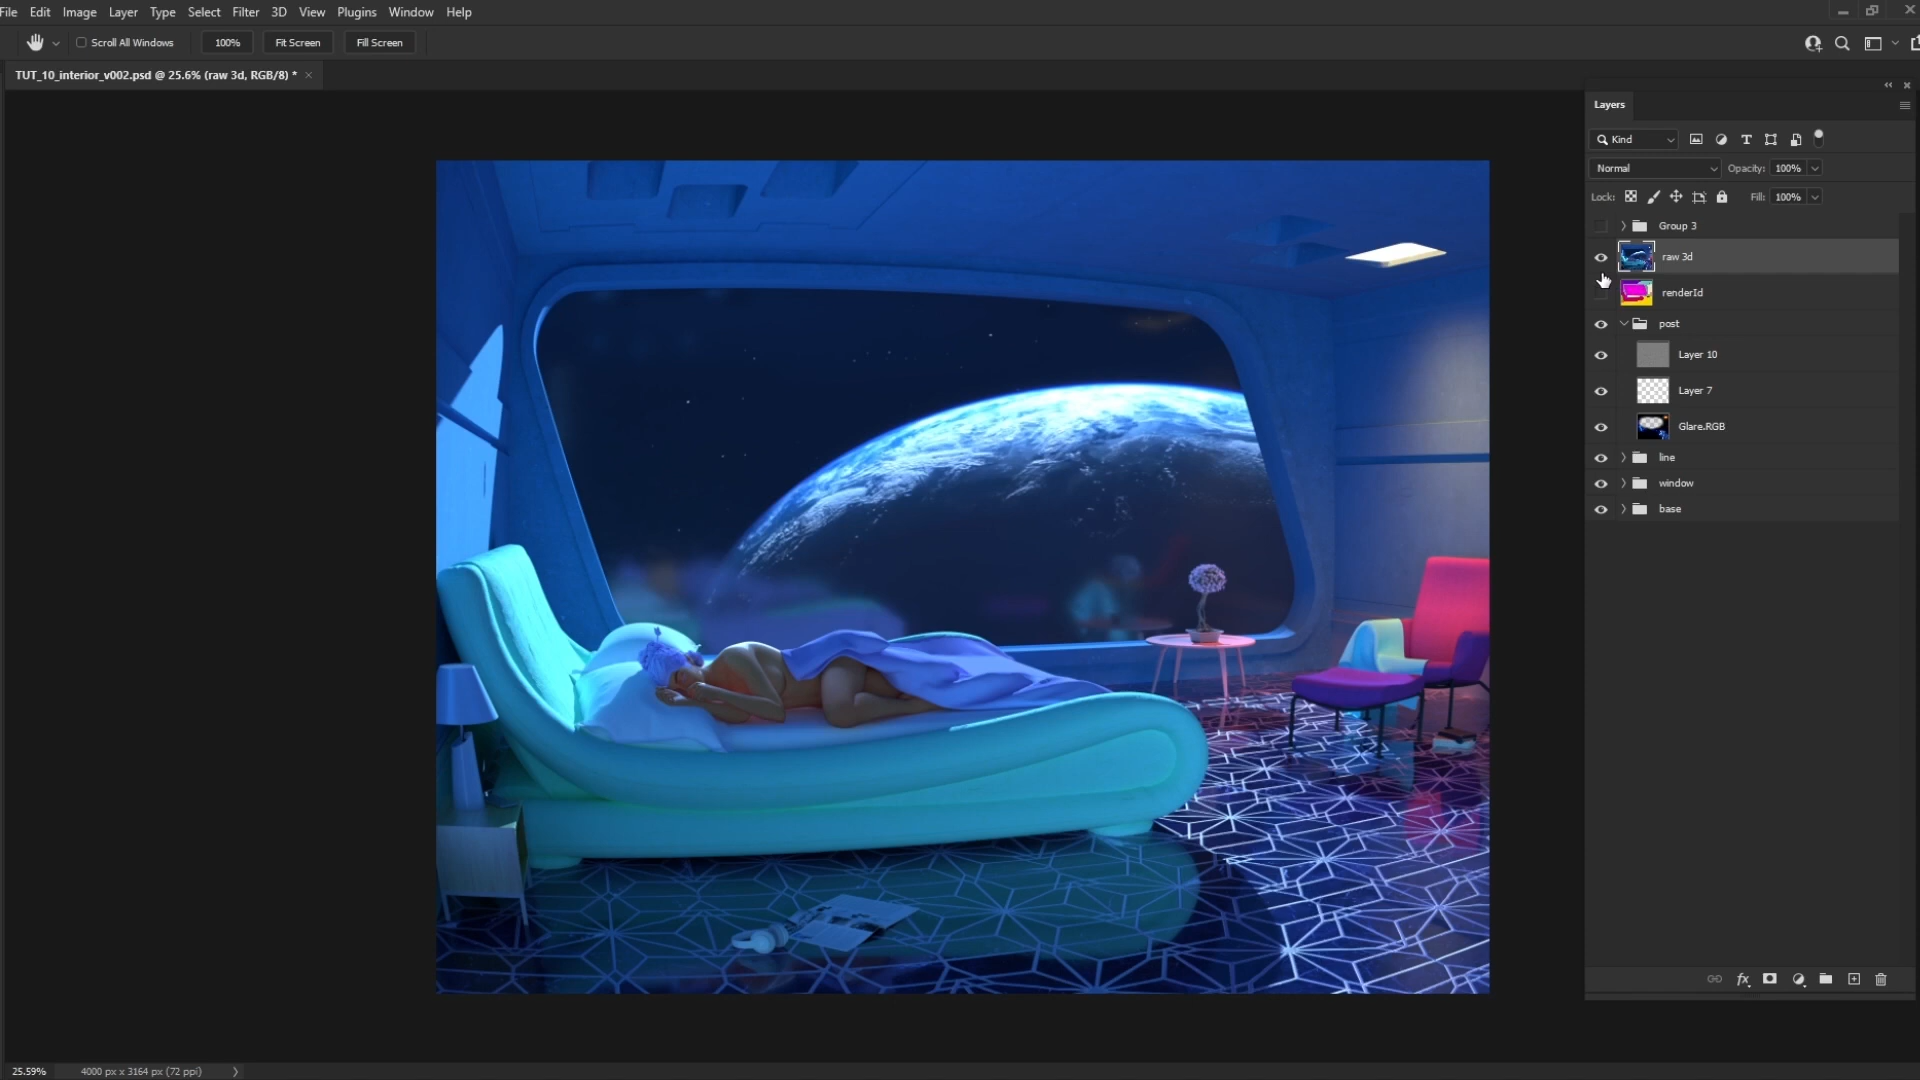 File Edit Image Layer Type Select Filter 3D View Plugins Window Help
Scroll All Windows 100% Fit Screen Fill Screen
TUT_10_interior_v002.psd @ 25.6% (raw 3d, RGB/8) *
Layers
Kind
Normal Opacity: 100%
Lock: Fill: 100%
Group 3
raw 3d
renderId
post
Layer 10
Layer 7
Glare.RGB
line
window
base
fx
25.59% 4000 px x 3164 px (72 ppi)